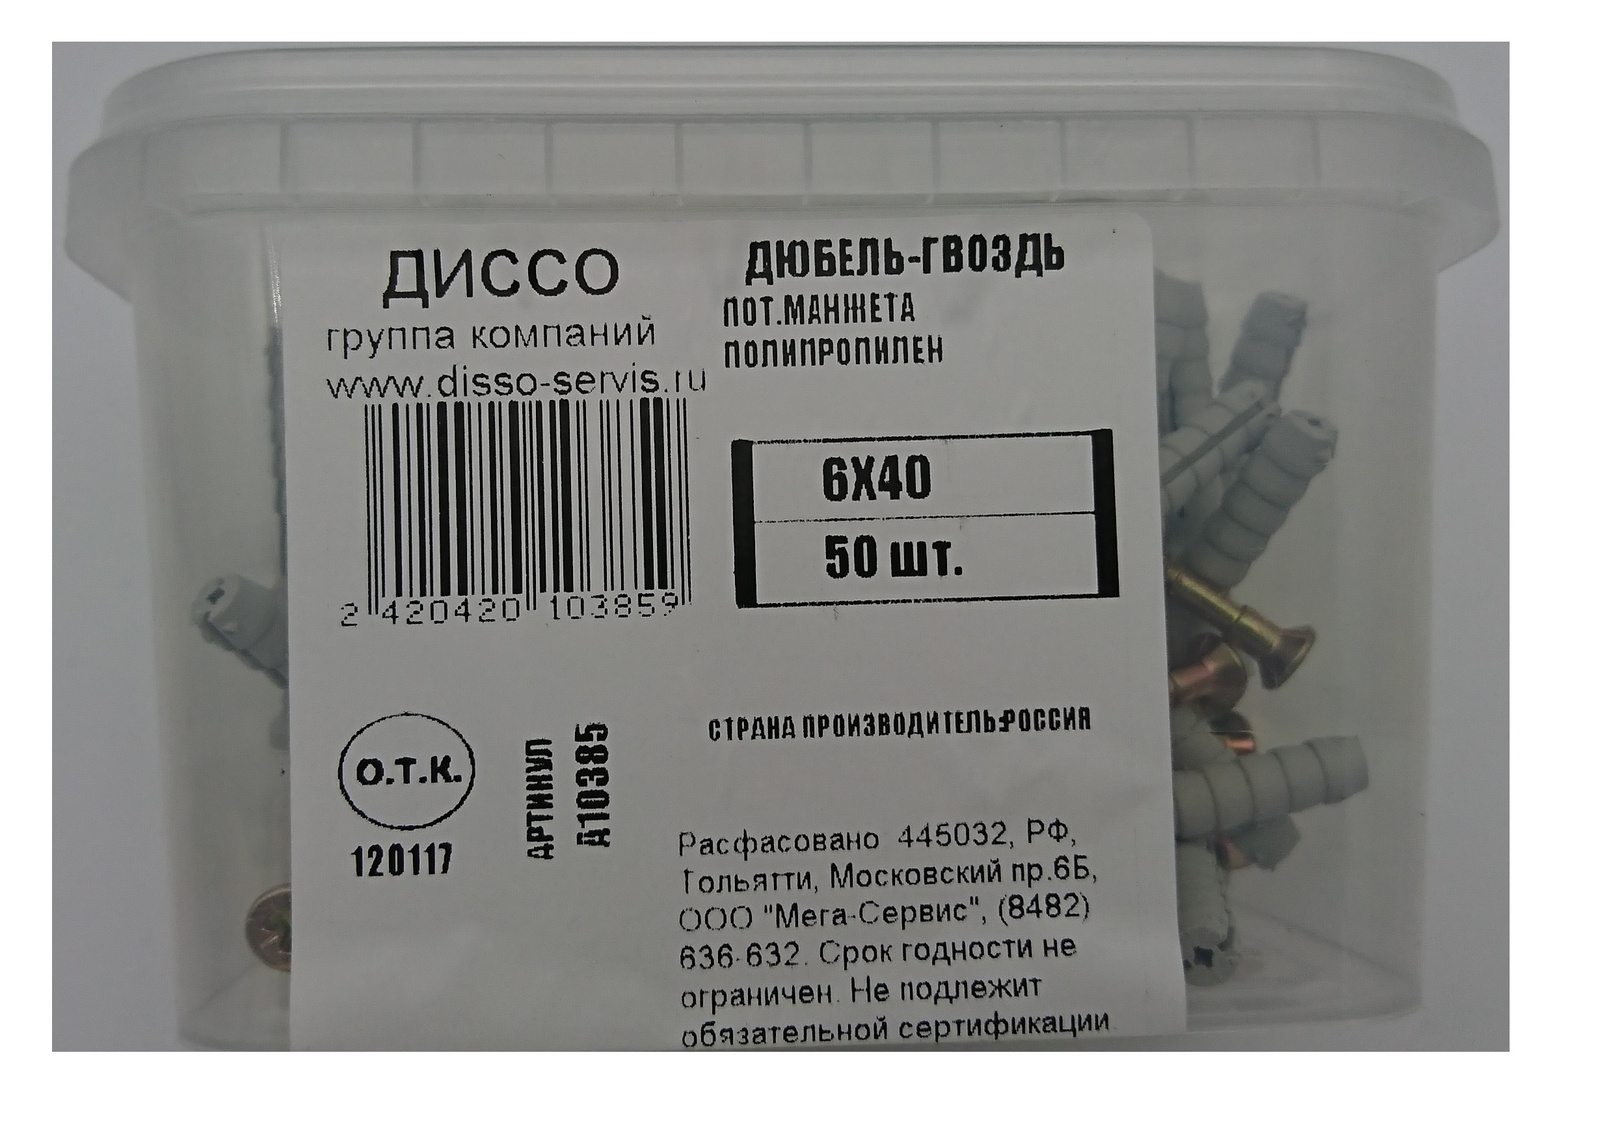 ДИССО
группа компаний
www.disso-servis.ru
2 420420 103859
ДЮБЕЛЬ-ГВОЗДЬ
ПОТ.МАНЖЕТА
ПОЛИПРОПИЛЕН
6Х40
50 шт.
О.Т.К.
120117
АРТИКУЛ
А10385
СТРАНА ПРОИЗВОДИТЕЛЬ:РОССИЯ
Расфасовано 445032, РФ,
Тольятти, Московский пр.6Б,
ООО "Мега-Сервис", (8482)
636-632. Срок годности не
ограничен. Не подлежит
обязательной сертификации